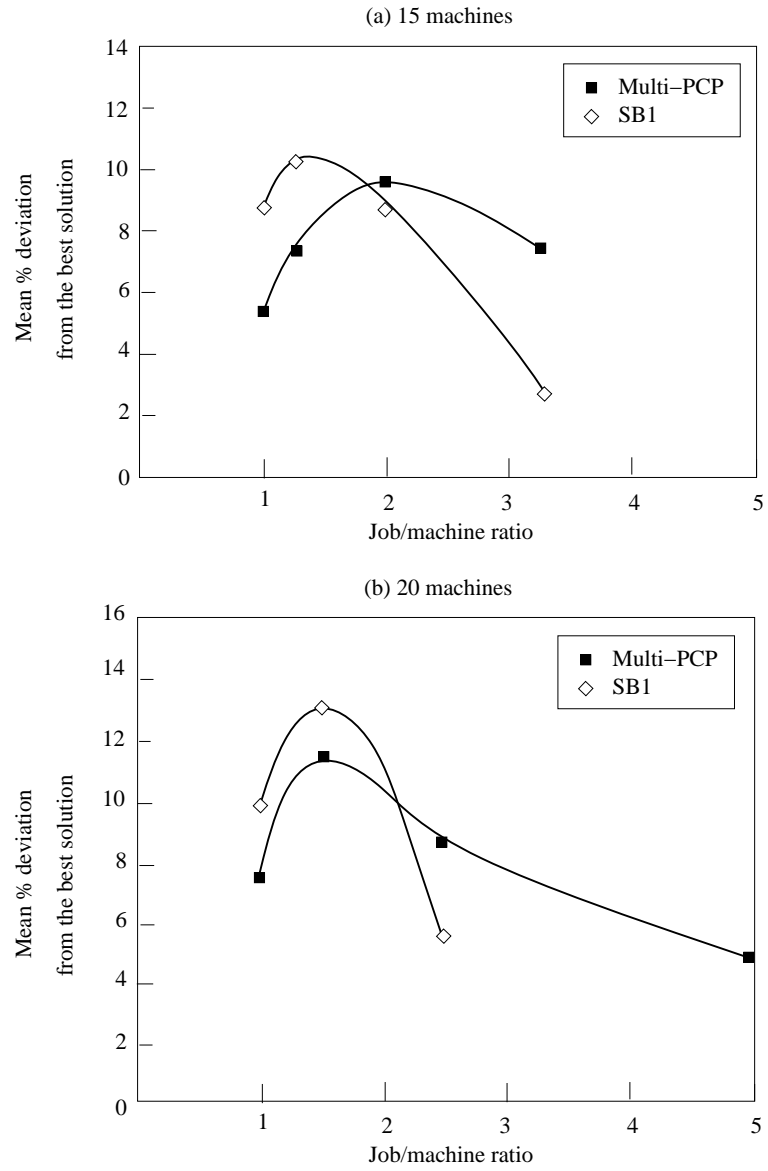 (a) 15 machines
14
12
10
8
6
4
2
0
Mean % deviation
from the best solution
Multi−PCP
SB1
1 2 3 4 5
Job/machine ratio
(b) 20 machines
16
14
12
10
8
6
4
2
0
Mean % deviation
from the best solution
Multi−PCP
SB1
1 2 3 4 5
Job/machine ratio